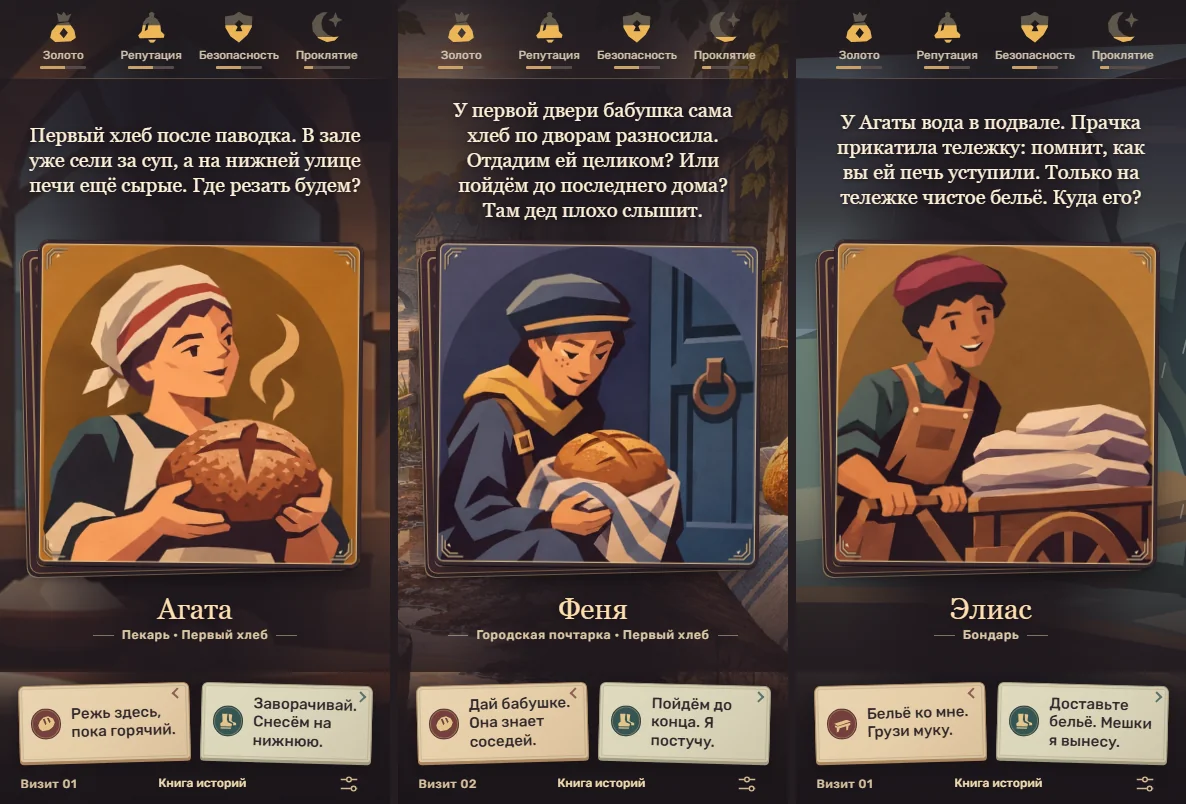 Золото Репутация Безопасность Проклятие
Первый хлеб после паводка. В зале
уже сели за суп, а на нижней улице
печи ещё сырые. Где резать будем?
Агата
Пекарь • Первый хлеб
Режь здесь,
пока горячий.
Заворачивай.
Снесём на
нижнюю.
Визит 01
Книга историй
Золото Репутация Безопасность Проклятие
У первой двери бабушка сама
хлеб по дворам разносила.
Отдадим ей целиком? Или
пойдём до последнего дома?
Там дед плохо слышит.
Феня
Городская почтарка • Первый хлеб
Дай бабушке.
Она знает
соседей.
Пойдём до
конца. Я
постучу.
Визит 02
Книга историй
Золото Репутация Безопасность Проклятие
У Агаты вода в подвале. Прачка
прикатила тележку: помнит, как
вы ей печь уступили. Только на
тележке чистое бельё. Куда его?
Элиас
Бондарь
Бельё ко мне.
Грузи муку.
Доставьте
бельё. Мешки
я вынесу.
Визит 01
Книга историй